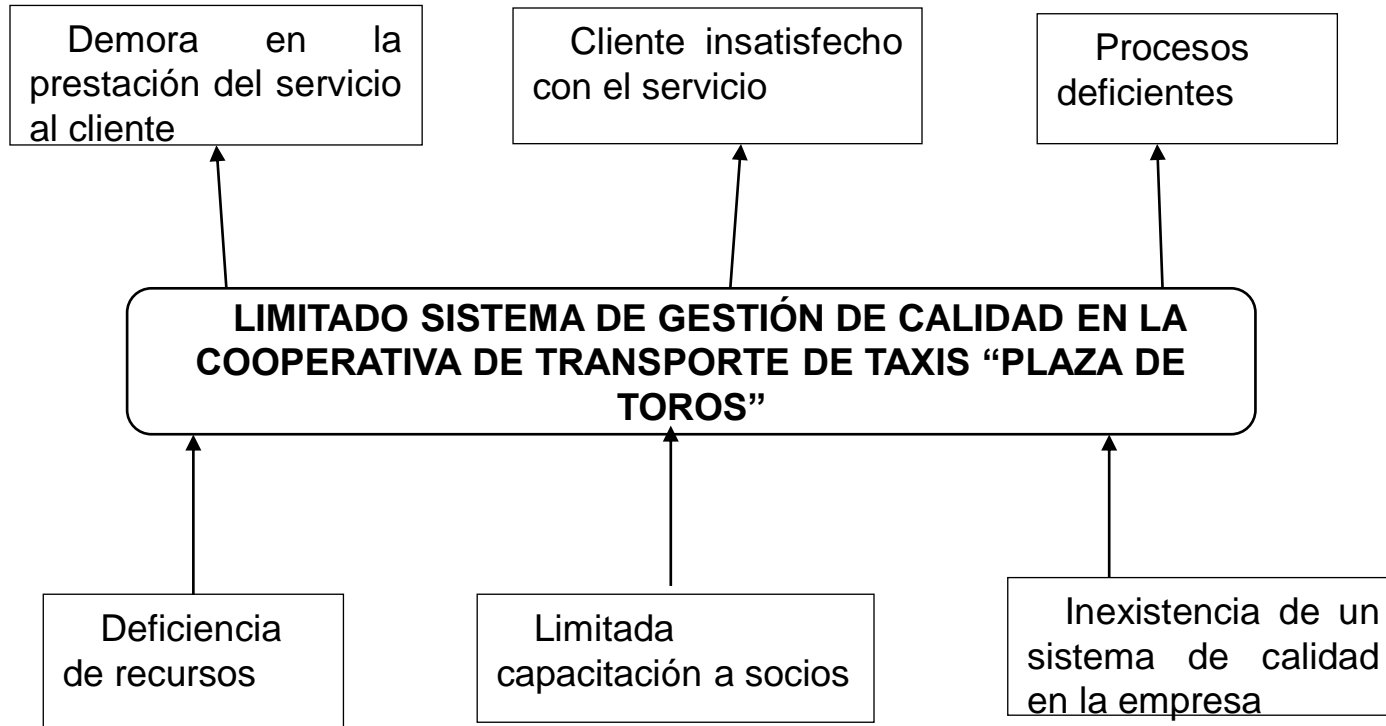 Demora en la
prestación del servicio
al cliente
Cliente insatisfecho
con el servicio
Procesos
deficientes
LIMITADO SISTEMA DE GESTIÓN DE CALIDAD EN LA
COOPERATIVA DE TRANSPORTE DE TAXIS “PLAZA DE
TOROS”
Deficiencia
de recursos
Limitada
capacitación a socios
Inexistencia de un
sistema de calidad
en la empresa